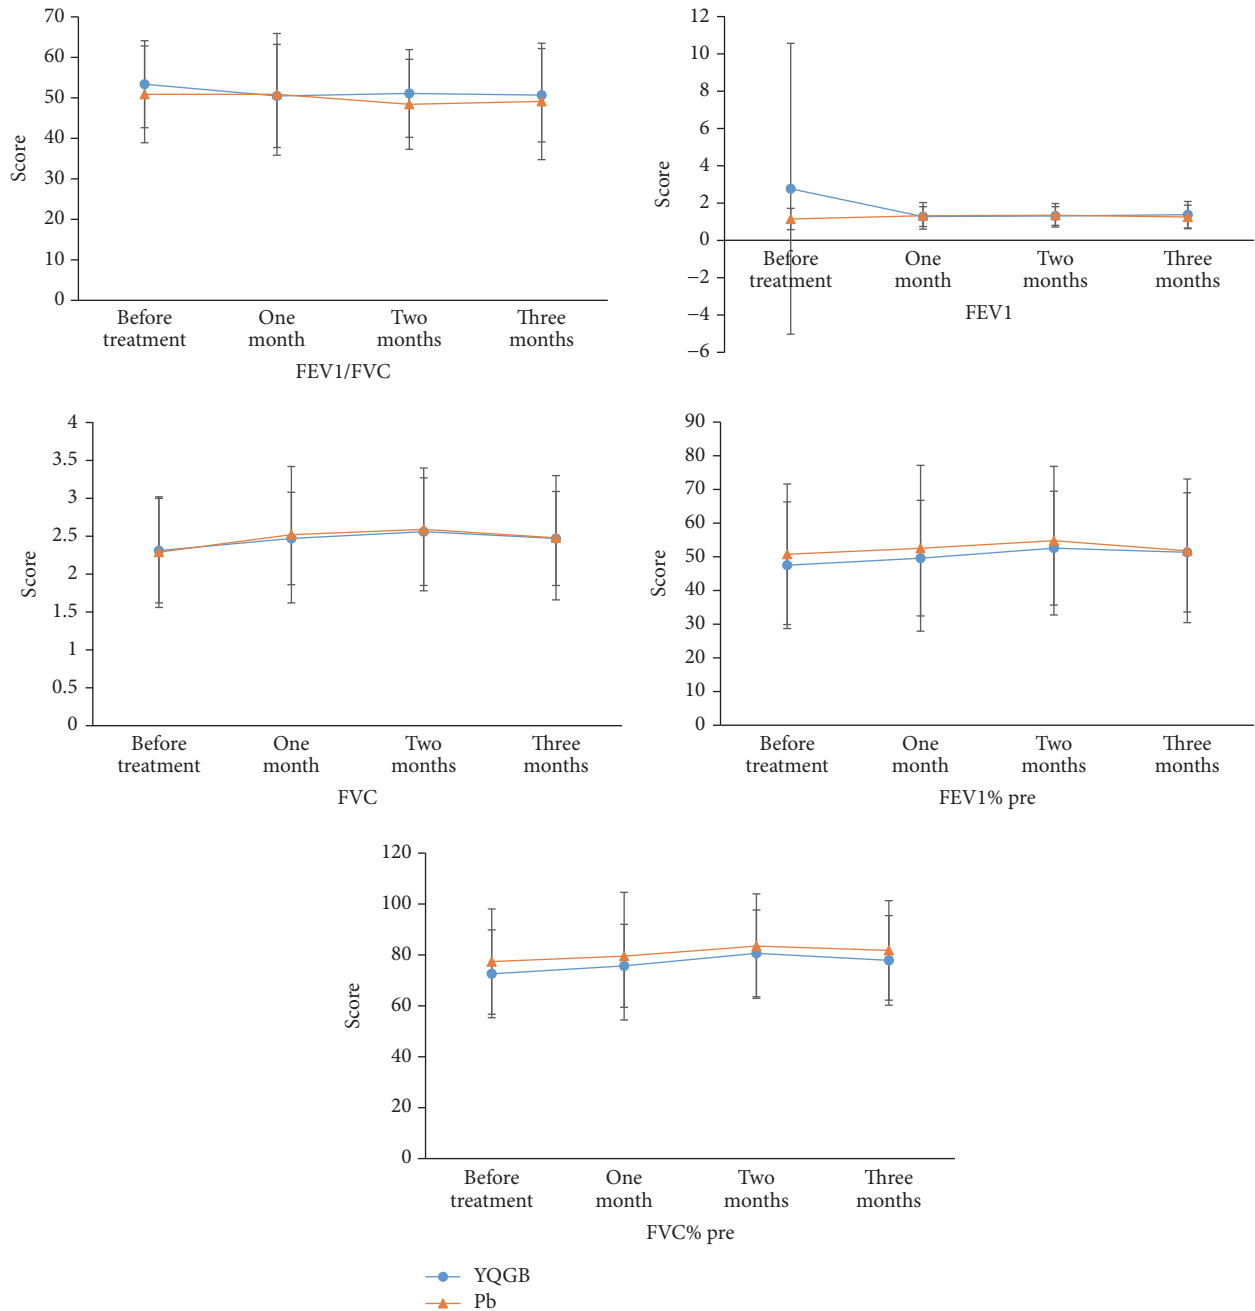 70
60
50
40
30
20
10
0
Score
Before treatment
One month
Two months
Three months
FEV1/FVC
12
10
8
6
4
2
0
−2
−4
−6
Score
Before treatment
One month
Two months
Three months
FEV1
4
3.5
3
2.5
2
1.5
1
0.5
0
Score
Before treatment
One month
Two months
Three months
FVC
90
80
70
60
50
40
30
20
10
0
Score
Before treatment
One month
Two months
Three months
FEV1% pre
120
100
80
60
40
20
0
Score
Before treatment
One month
Two months
Three months
FVC% pre
YQGB
Pb